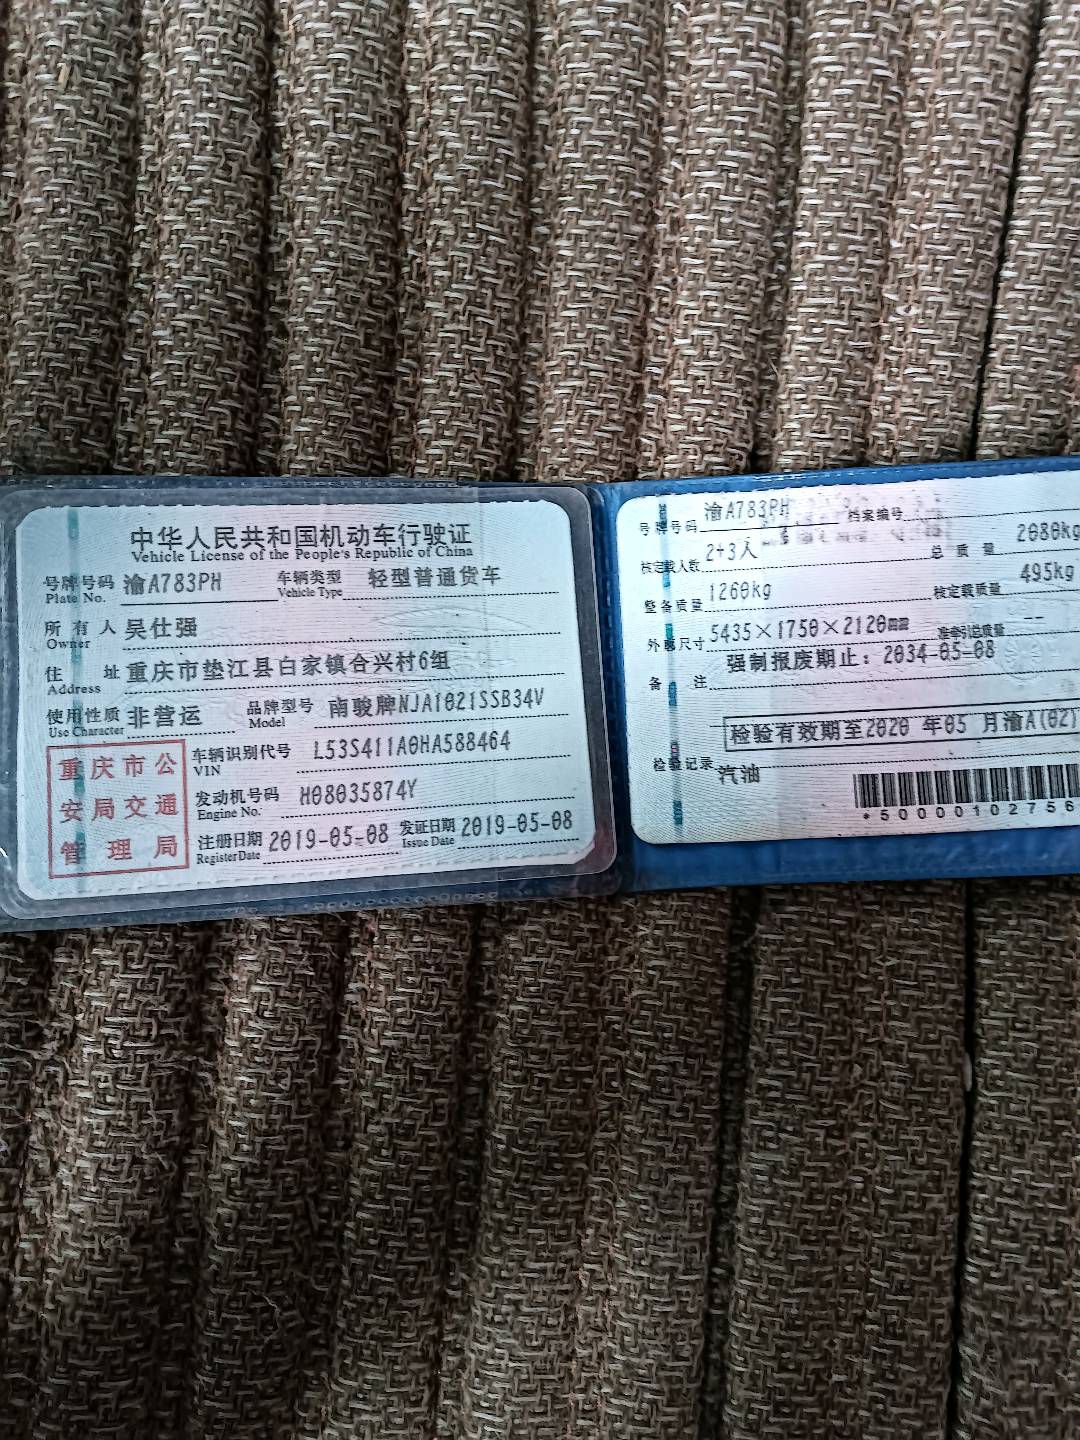 中华人民共和国机动车行驶证
Vehicle License of the People's Republic of China
号牌号码 渝A783PH 车辆类型 轻型普通货车
Plate No. Vehicle Type
所有人 吴仕强
Owner
住址 重庆市垫江县白家镇合兴村6组
Address
使用性质 非营运 品牌型号 南骏牌NJA1021SSB34V
Use Character Model
重庆市公
安局交通
管理局
车辆识别代号 L53S411A0HA588464
VIN
发动机号码 H08035874Y
Engine No.
注册日期 2019-05-08 发证日期 2019-05-08
Register Date Issue Date
号牌号码 渝A783PH 档案编号
核定载人数 2+3人 总质量 2080kg
整备质量 1260kg 核定载质量 495kg
外廓尺寸 5435×1750×2120mm 准牵引总质量 --
备注 强制报废期止：2034-05-08
检验有效期至2020 年05 月渝A(02)
检验记录 汽油
*50000102756